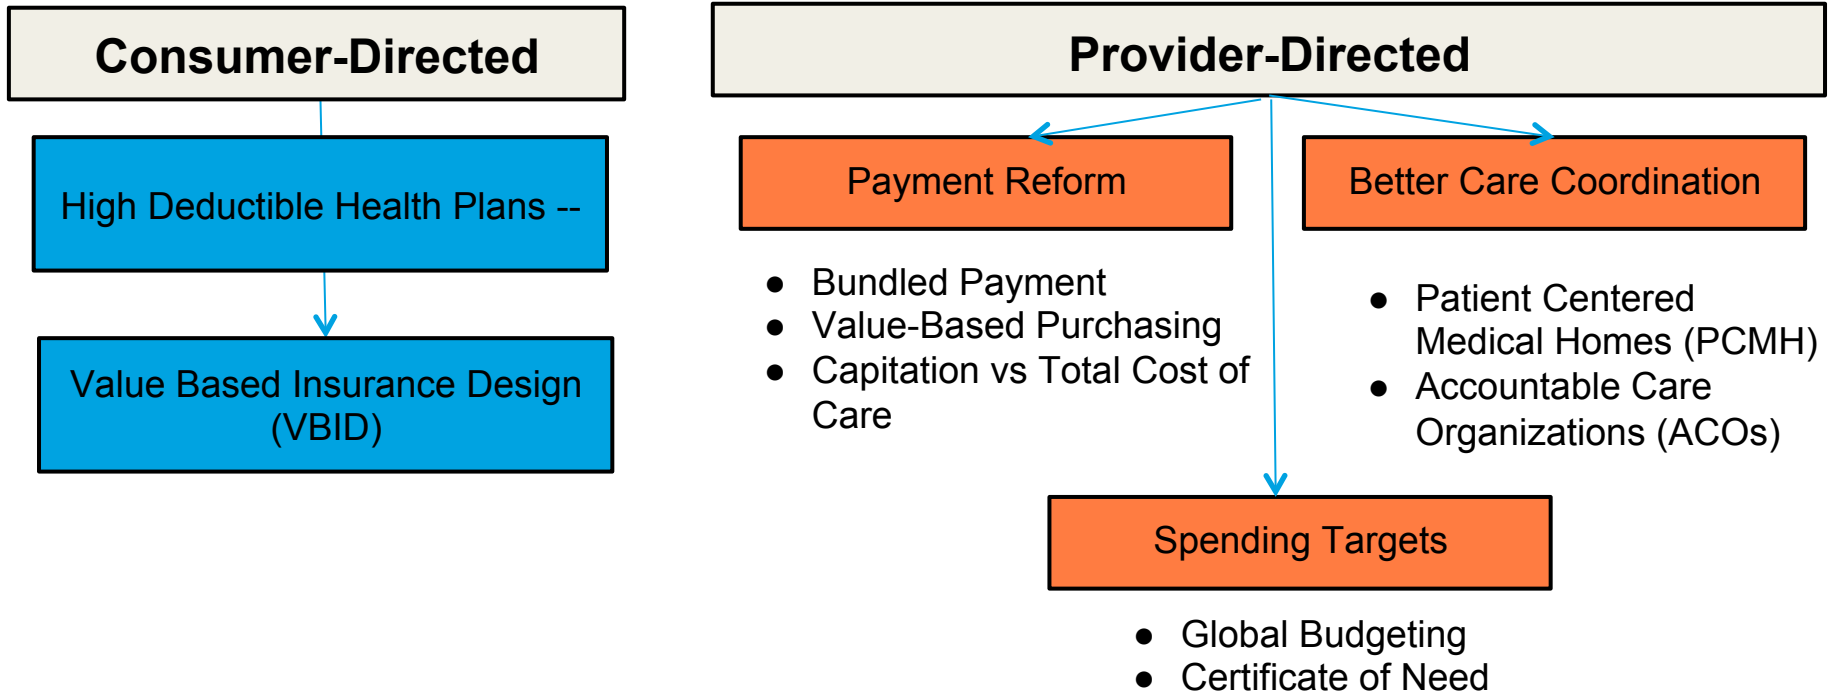 Consumer-Directed
High Deductible Health Plans --
Value Based Insurance Design
(VBID)
Provider-Directed
Payment Reform
● Bundled Payment
● Value-Based Purchasing
● Capitation vs Total Cost of
Care
Better Care Coordination
● Patient Centered
Medical Homes (PCMH)
● Accountable Care
Organizations (ACOs)
Spending Targets
● Global Budgeting
● Certificate of Need